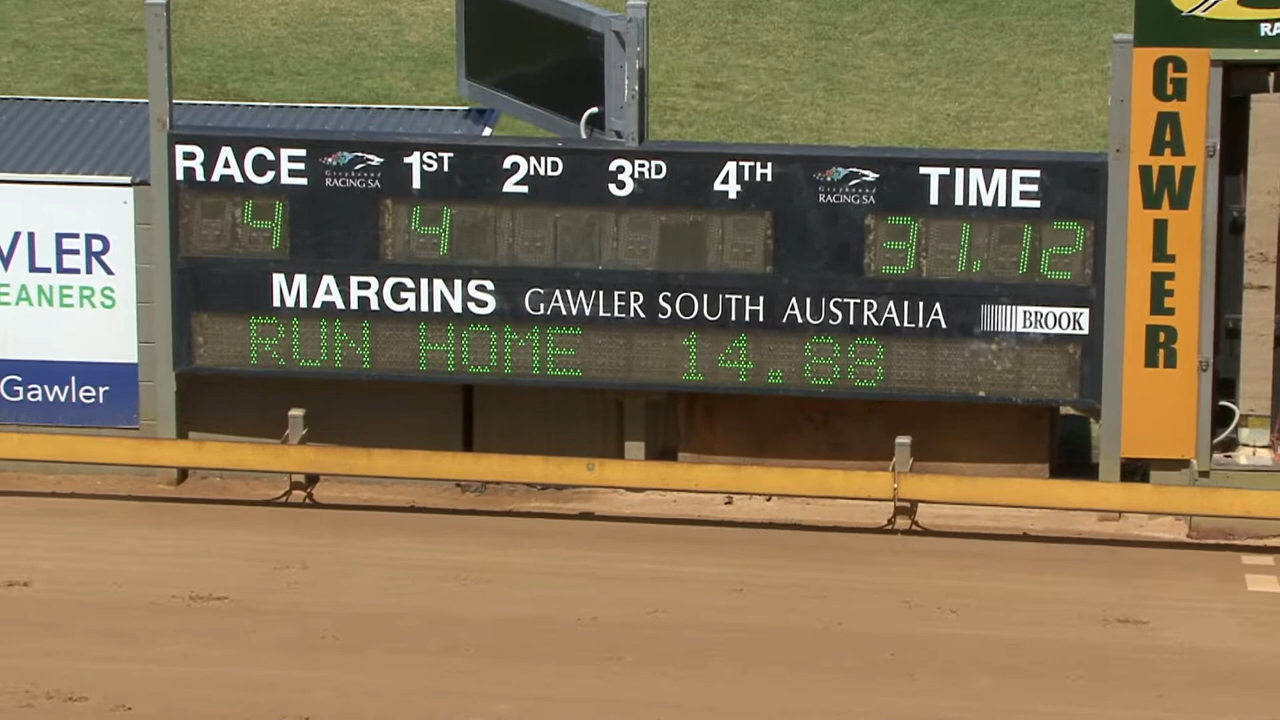 RA
GAWLER
RACE
Greyhound
RACING SA
1ST
2ND
3RD
4TH
Greyhound
RACING SA
TIME
4
4
31.12
MARGINS
GAWLER SOUTH AUSTRALIA
BROOK
RUN HOME 14.88
WLER
EANERS
Gawler